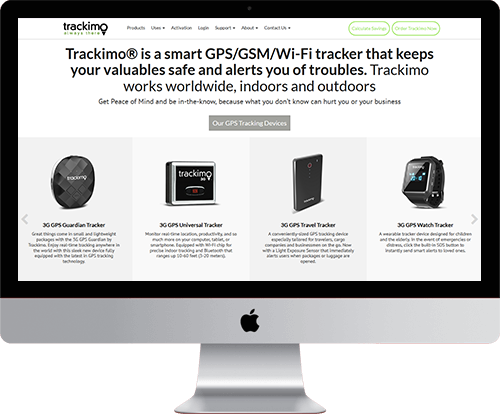 trackimo
always there
Products Uses Activation Login Support About Contact Us
Calculate Savings
Order Trackimo Now
Trackimo® is a smart GPS/GSM/Wi-Fi tracker that keeps
your valuables safe and alerts you of troubles. Trackimo
works worldwide, indoors and outdoors
Get Peace of Mind and be in-the-know, because what you don't know can hurt you or your business
Our GPS Tracking Devices
trackimo
trackimo
3G
3G GPS Guardian Tracker
Great things come in small and lightweight
packages with the 3G GPS Guardian by
Trackimo. Enjoy real-time tracking anywhere
in the world with this sleek new device fully
equipped with the latest in GPS tracking
technology.
3G GPS Universal Tracker
Monitor real-time location, productivity, and so
much more on your computer, tablet, or
smartphone. Equipped with Wi-Fi chip for
precise indoor tracking and Bluetooth that
ranges up 10-60 feet (3-20 meters).
3G GPS Travel Tracker
A conveniently-sized GPS tracking device
especially tailored for travelers, cargo
companies and businessmen on the go. Now
with a Light Exposure Sensor that immediately
alerts users when packages or luggage are
opened.
3G GPS Watch Tracker
A wearable tracker device designed for children
and the elderly. In the event of emergencies or
distress, click the built-in SOS button to
instantly send smart alerts to loved ones.